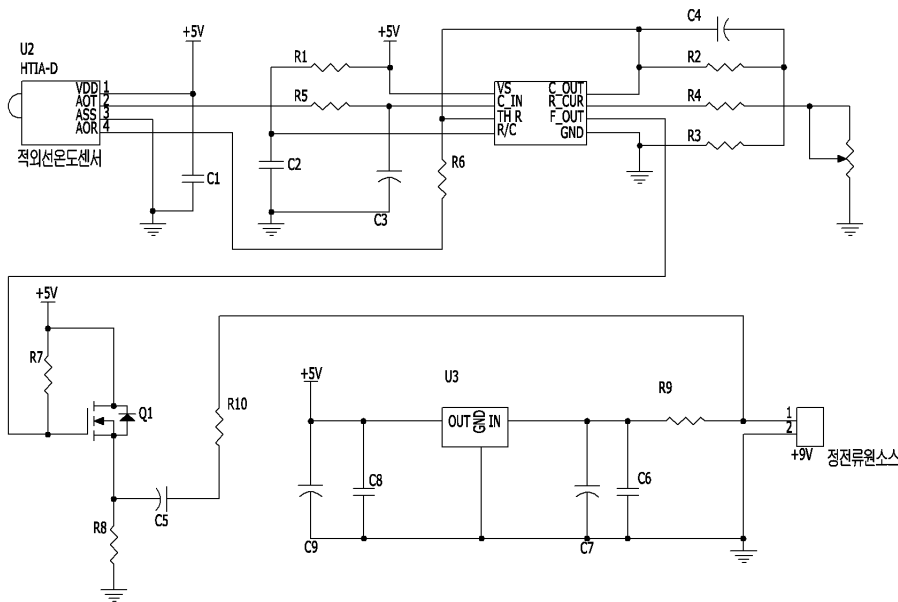 C4
+5V
+5V
U2
HTIA-D
R1
R2
VDD 1
AOT 2
ASS 3
AOR 4
R5
VS
C_IN
TH R
R/C
C_OUT
R_CUR
F_OUT
GND
R4
R3
적외선온도센서
C1
C2
C3
R6
+5V
R7
Q1
R10
+5V
U3
R9
OUT
GND
IN
1
2
+9V
정전류원소스
C8
C6
C5
R8
C9
C7